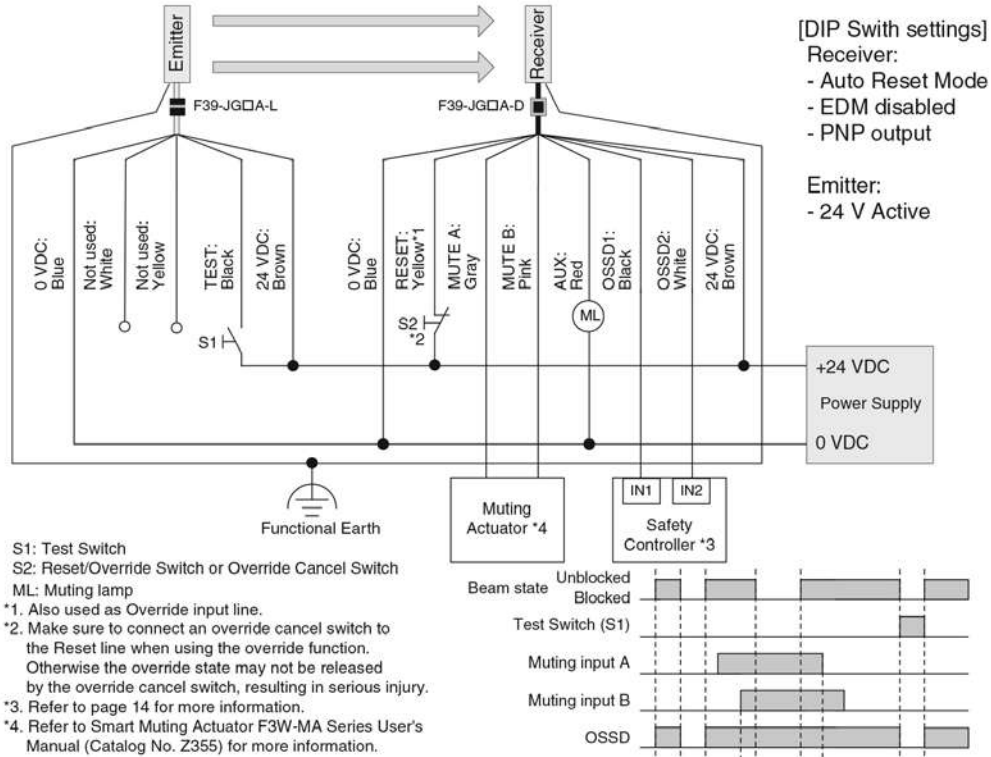 Emitter
Receiver
F39-JG□A-L
F39-JG□A-D
[DIP Swith settings]
Receiver:
- Auto Reset Mode
- EDM disabled
- PNP output
Emitter:
- 24 V Active
0 VDC:
Blue
Not used:
White
Not used:
Yellow
TEST:
Black
24 VDC:
Brown
0 VDC:
Blue
RESET:
Yellow*1
MUTE A:
Gray
MUTE B:
Pink
AUX:
Red
OSSD1:
Black
OSSD2:
White
24 VDC:
Brown
S1
S2
*2
ML
+24 VDC
Power Supply
0 VDC
Functional Earth
Muting
Actuator *4
IN1
IN2
Safety
Controller *3
S1: Test Switch
S2: Reset/Override Switch or Override Cancel Switch
ML: Muting lamp
*1. Also used as Override input line.
*2. Make sure to connect an override cancel switch to
the Reset line when using the override function.
Otherwise the override state may not be released
by the override cancel switch, resulting in serious injury.
*3. Refer to page 14 for more information.
*4. Refer to Smart Muting Actuator F3W-MA Series User's
Manual (Catalog No. Z355) for more information.
Beam state
Unblocked
Blocked
Test Switch (S1)
Muting input A
Muting input B
OSSD